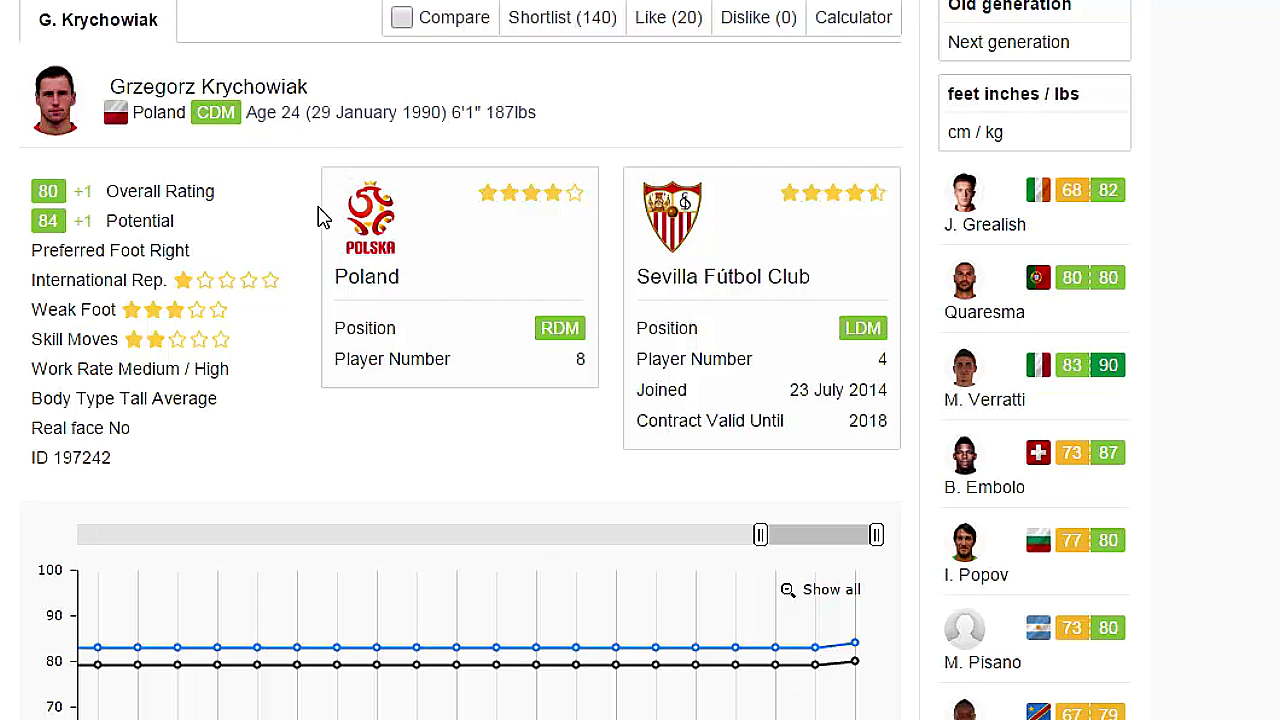 G. Krychowiak
Compare
Shortlist (140)
Like (20)
Dislike (0)
Calculator
Grzegorz Krychowiak
Poland CDM Age 24 (29 January 1990) 6'1" 187lbs
80 +1 Overall Rating
84 +1 Potential
Preferred Foot Right
International Rep.
Weak Foot
Skill Moves
Work Rate Medium / High
Body Type Tall Average
Real face No
ID 197242
POLSKA
Poland
Position RDM
Player Number 8
Sevilla Fútbol Club
Position LDM
Player Number 4
Joined 23 July 2014
Contract Valid Until 2018
Show all
100
90
80
70
Old generation
Next generation
feet inches / lbs
cm / kg
68 82
J. Grealish
80 80
Quaresma
83 90
M. Verratti
73 87
B. Embolo
77 80
I. Popov
73 80
M. Pisano
67 79